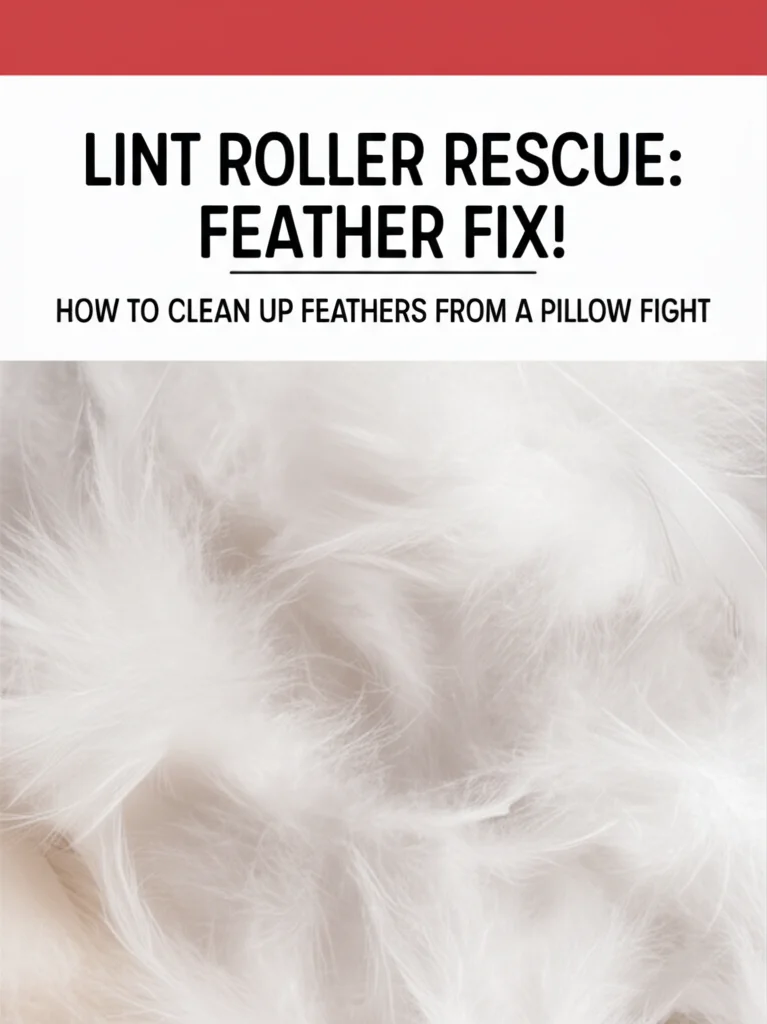 LINT ROLLER RESCUE:
FEATHER FIX!
HOW TO CLEAN UP FEATHERS FROM A PILLOW FIGHT